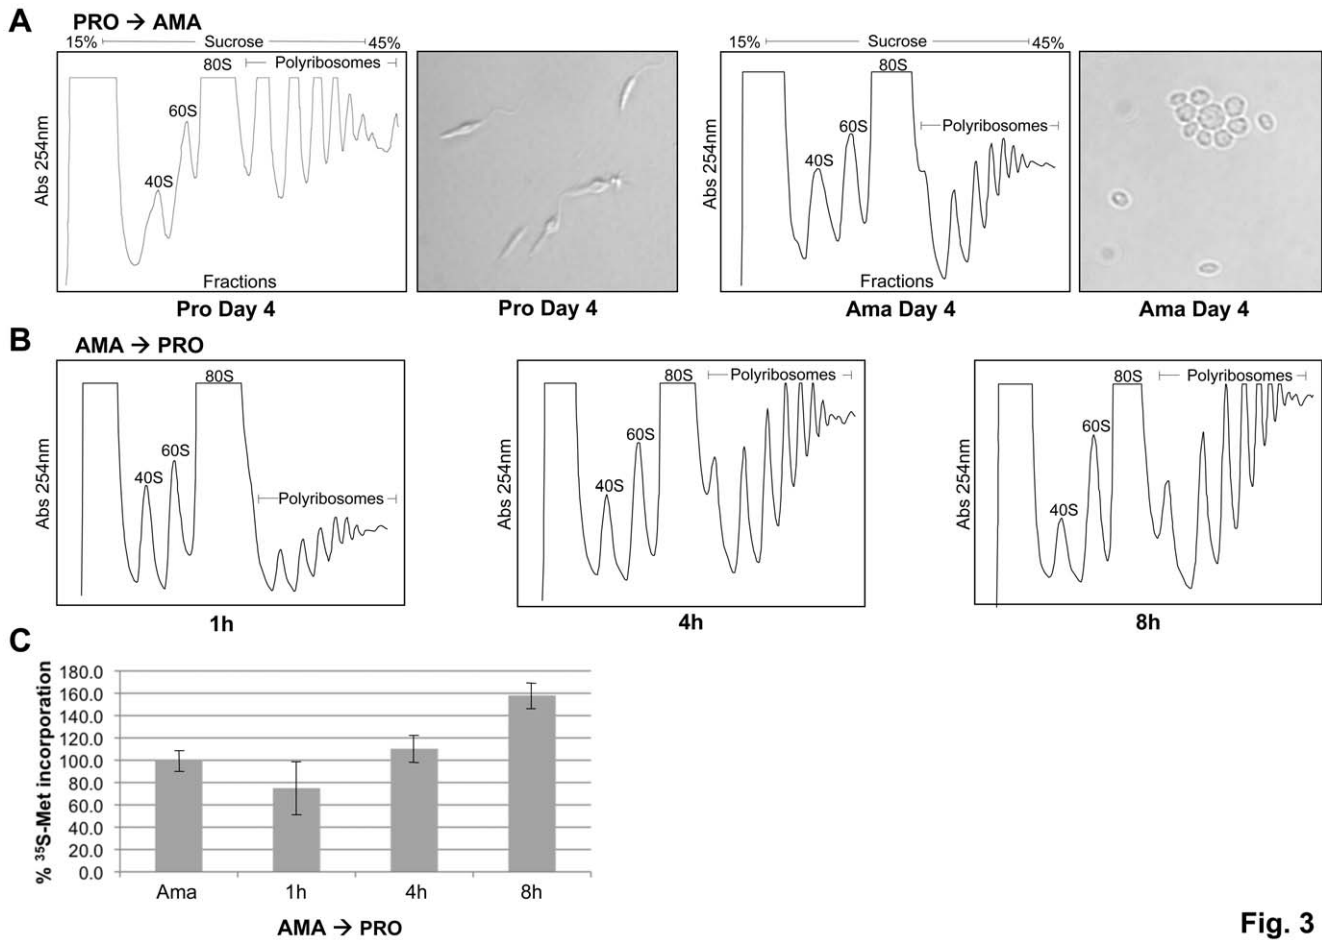 A
PRO → AMA
15% Sucrose 45%
80S Polyribosomes
60S
40S
Abs 254nm
Fractions
Pro Day 4
Pro Day 4
15% Sucrose 45%
80S
Polyribosomes
60S
40S
Abs 254nm
Fractions
Ama Day 4
Ama Day 4
B
AMA → PRO
80S
60S
40S
Polyribosomes
Abs 254nm
1h
80S Polyribosomes
60S
40S
Abs 254nm
4h
80S Polyribosomes
60S
40S
Abs 254nm
8h
C
% ³⁵S-Met incorporation
180.0
160.0
140.0
120.0
100.0
80.0
60.0
40.0
20.0
0.0
Ama 1h 4h 8h
AMA → PRO
Fig. 3